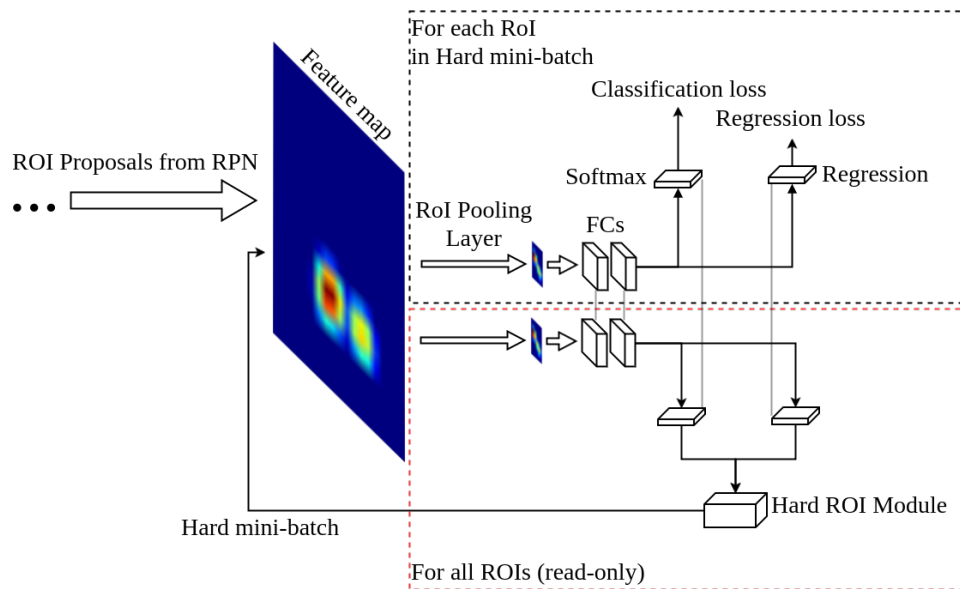 For each RoI
in Hard mini-batch
Classification loss
Regression loss
Feature map
ROI Proposals from RPN
...
Softmax
Regression
RoI Pooling
Layer
FCs
Hard ROI Module
Hard mini-batch
For all ROIs (read-only)